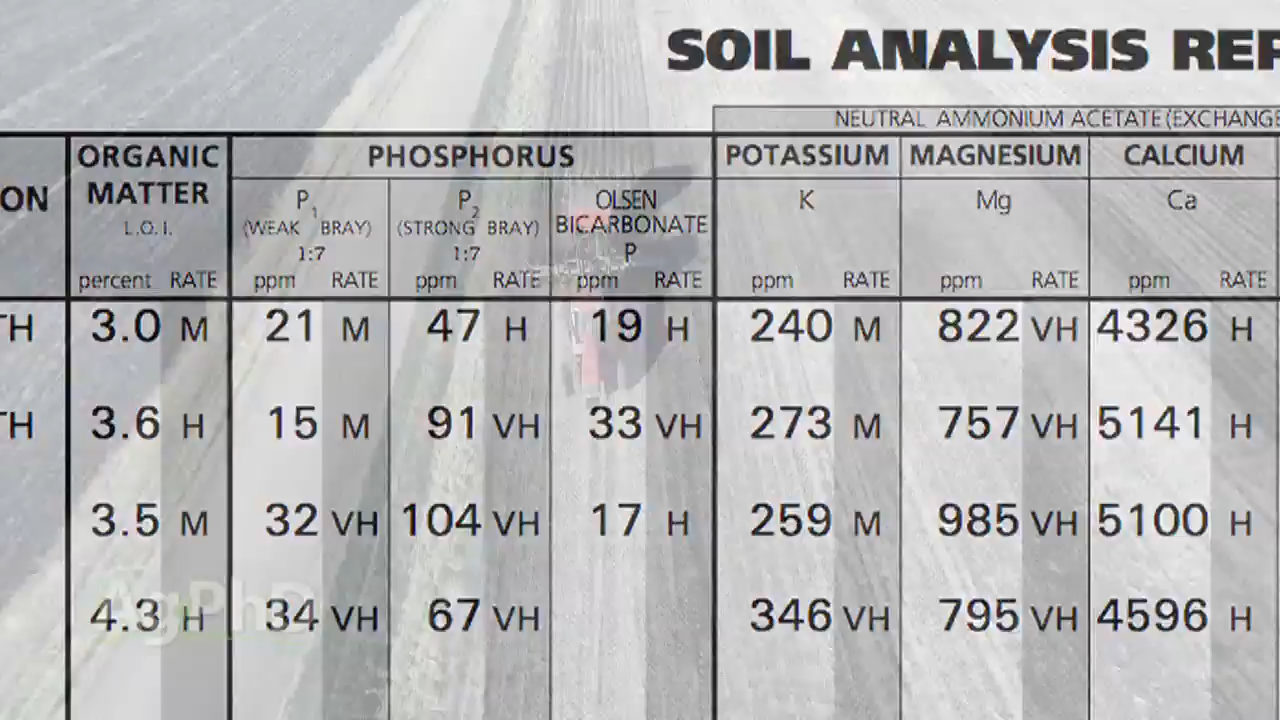 SOIL ANALYSIS REP
NEUTRAL AMMONIUM ACETATE (EXCHANGE
ON ORGANIC MATTER PHOSPHORUS POTASSIUM MAGNESIUM CALCIUM
L.O.I. P1 (WEAK BRAY) 1:7 P2 (STRONG BRAY) 1:7 OLSEN BICARBONATE P K Mg Ca
percent RATE ppm RATE ppm RATE ppm RATE ppm RATE ppm RATE ppm RATE
TH 3.0 M 21 M 47 H 19 H 240 M 822 VH 4326 H
TH 3.6 H 15 M 91 VH 33 VH 273 M 757 VH 5141 H
3.5 M 32 VH 104 VH 17 H 259 M 985 VH 5100 H
4.3 H 34 VH 67 VH 346 VH 795 VH 4596 H
AgPhD